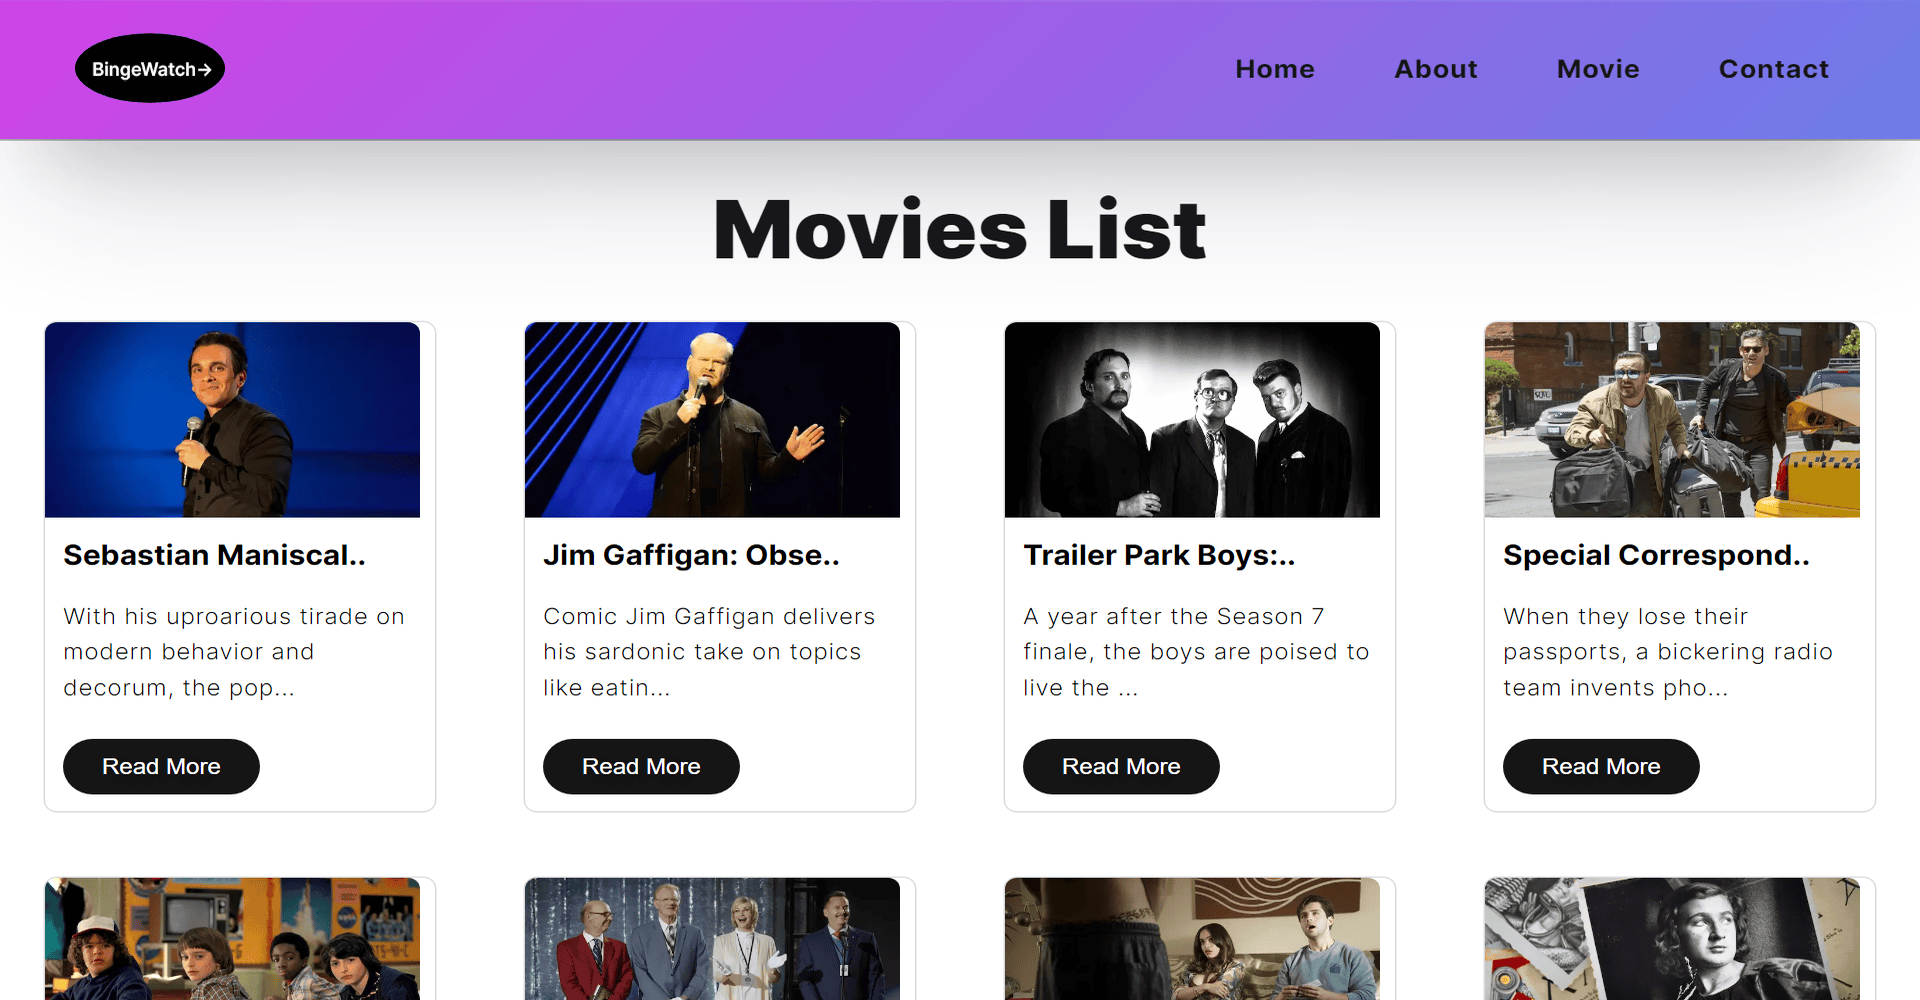 BingeWatch→
Home
About
Movie
Contact
Movies List
Sebastian Maniscal..
With his uproarious tirade on
modern behavior and
decorum, the pop...
Read More
Jim Gaffigan: Obse..
Comic Jim Gaffigan delivers
his sardonic take on topics
like eatin...
Read More
Trailer Park Boys:..
A year after the Season 7
finale, the boys are poised to
live the ...
Read More
Special Correspond..
When they lose their
passports, a bickering radio
team invents pho...
Read More
NASA